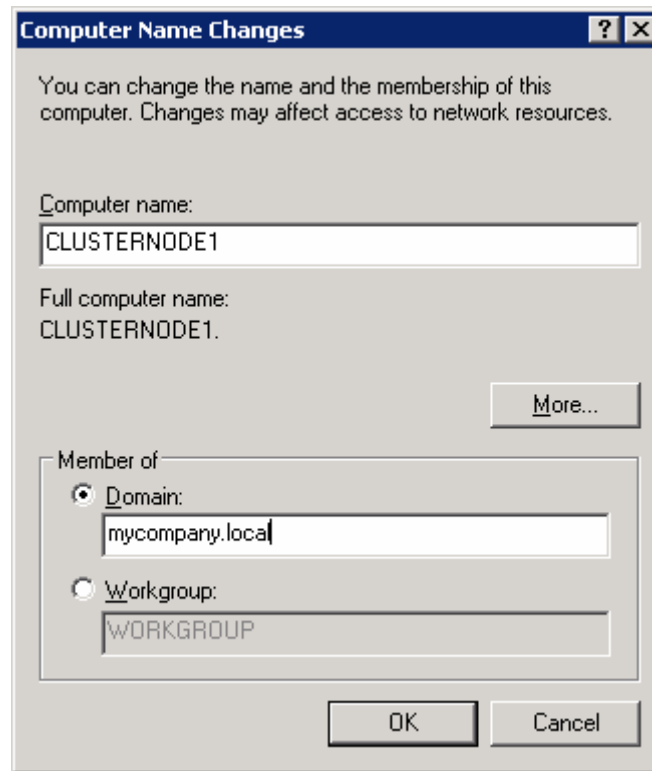 Computer Name Changes
You can change the name and the membership of this
computer. Changes may affect access to network resources.
Computer name:
CLUSTERNODE1
Full computer name:
CLUSTERNODE1.
More...
Member of
Domain:
mycompany.local
Workgroup:
WORKGROUP
OK Cancel